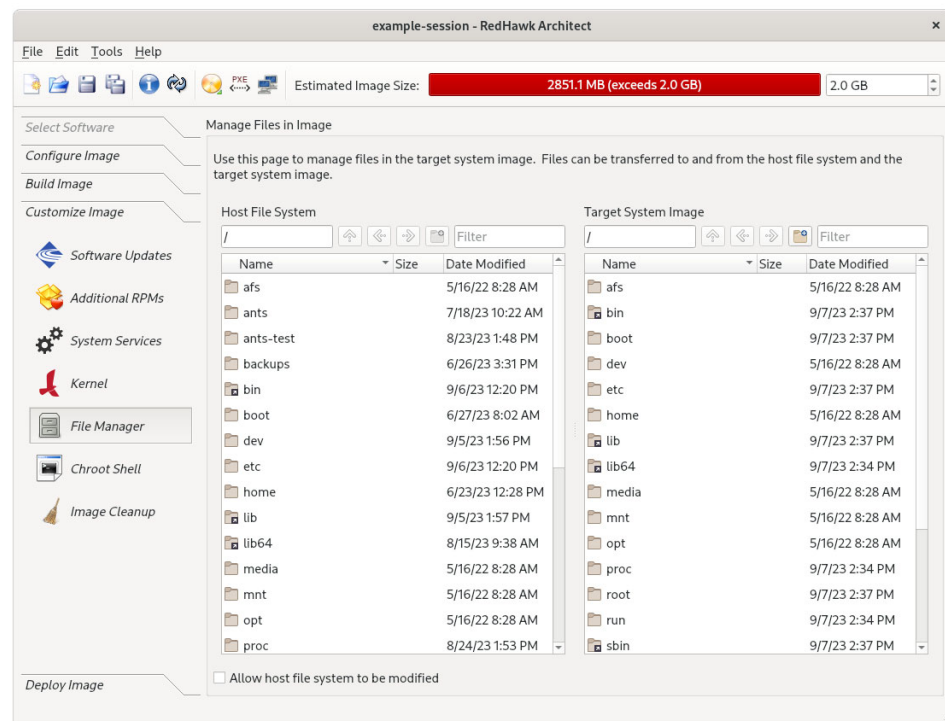 example-session - RedHawk Architect ×
File Edit Tools Help
PXE Estimated Image Size: 2851.1 MB (exceeds 2.0 GB) 2.0 GB
Select Software
Configure Image
Build Image
Customize Image
Software Updates
Additional RPMs
System Services
Kernel
File Manager
Chroot Shell
Image Cleanup
Deploy Image
Manage Files in Image
Use this page to manage files in the target system image. Files can be transferred to and from the host file system and the
target system image.
Host File System
/ Filter
Name Size Date Modified
afs 5/16/22 8:28 AM
ants 7/18/23 10:22 AM
ants-test 8/23/23 1:48 PM
backups 6/26/23 3:31 PM
bin 9/6/23 12:20 PM
boot 6/27/23 8:02 AM
dev 9/5/23 1:56 PM
etc 9/6/23 12:20 PM
home 6/23/23 12:28 PM
lib 9/5/23 1:57 PM
lib64 8/15/23 9:38 AM
media 5/16/22 8:28 AM
mnt 5/16/22 8:28 AM
opt 5/16/22 8:28 AM
proc 8/24/23 1:53 PM
Target System Image
/ Filter
Name Size Date Modified
afs 5/16/22 8:28 AM
bin 9/7/23 2:37 PM
boot 9/7/23 2:37 PM
dev 5/16/22 8:28 AM
etc 9/7/23 2:37 PM
home 5/16/22 8:28 AM
lib 9/7/23 2:37 PM
lib64 9/7/23 2:34 PM
media 5/16/22 8:28 AM
mnt 5/16/22 8:28 AM
opt 5/16/22 8:28 AM
proc 9/7/23 2:34 PM
root 9/7/23 2:37 PM
run 9/7/23 2:34 PM
sbin 9/7/23 2:37 PM
Allow host file system to be modified